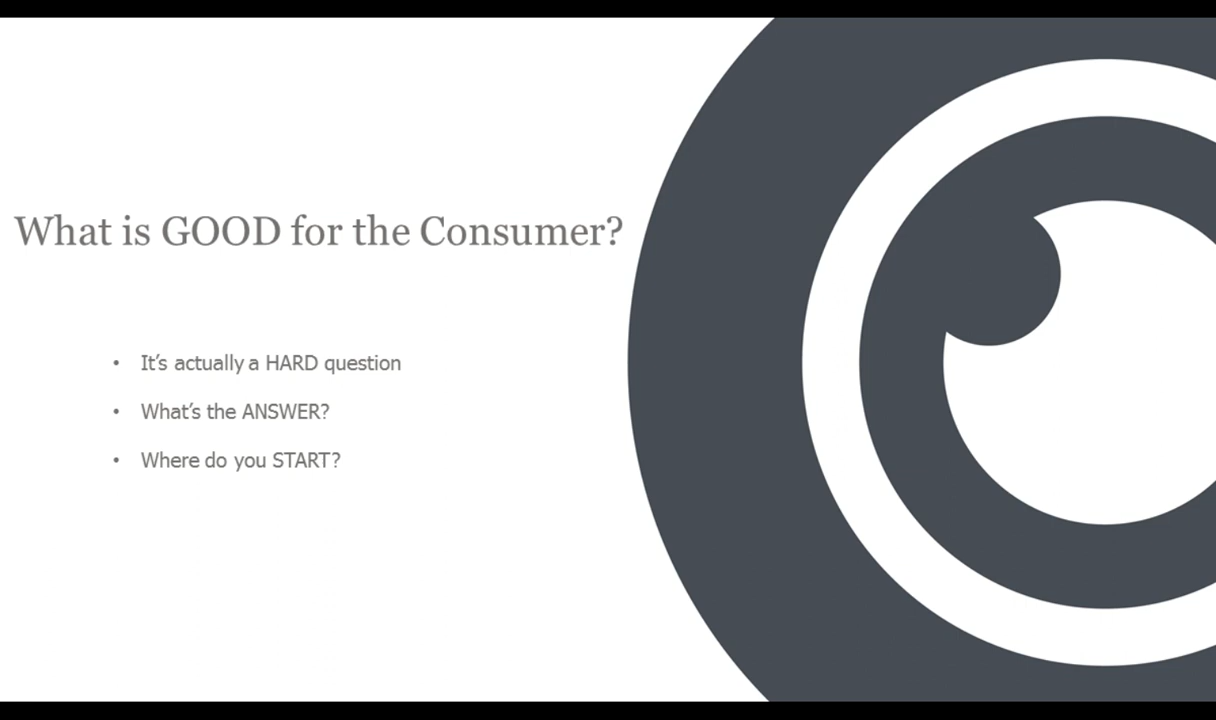 What is GOOD for the Consumer?
• It’s actually a HARD question
• What’s the ANSWER?
• Where do you START?